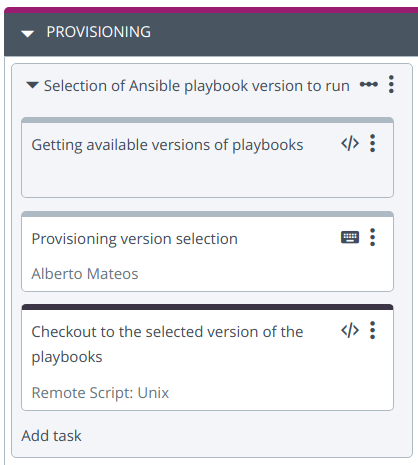 PROVISIONING
Selection of Ansible playbook version to run
Getting available versions of playbooks
Provisioning version selection
Alberto Mateos
Checkout to the selected version of the
playbooks
Remote Script: Unix
Add task